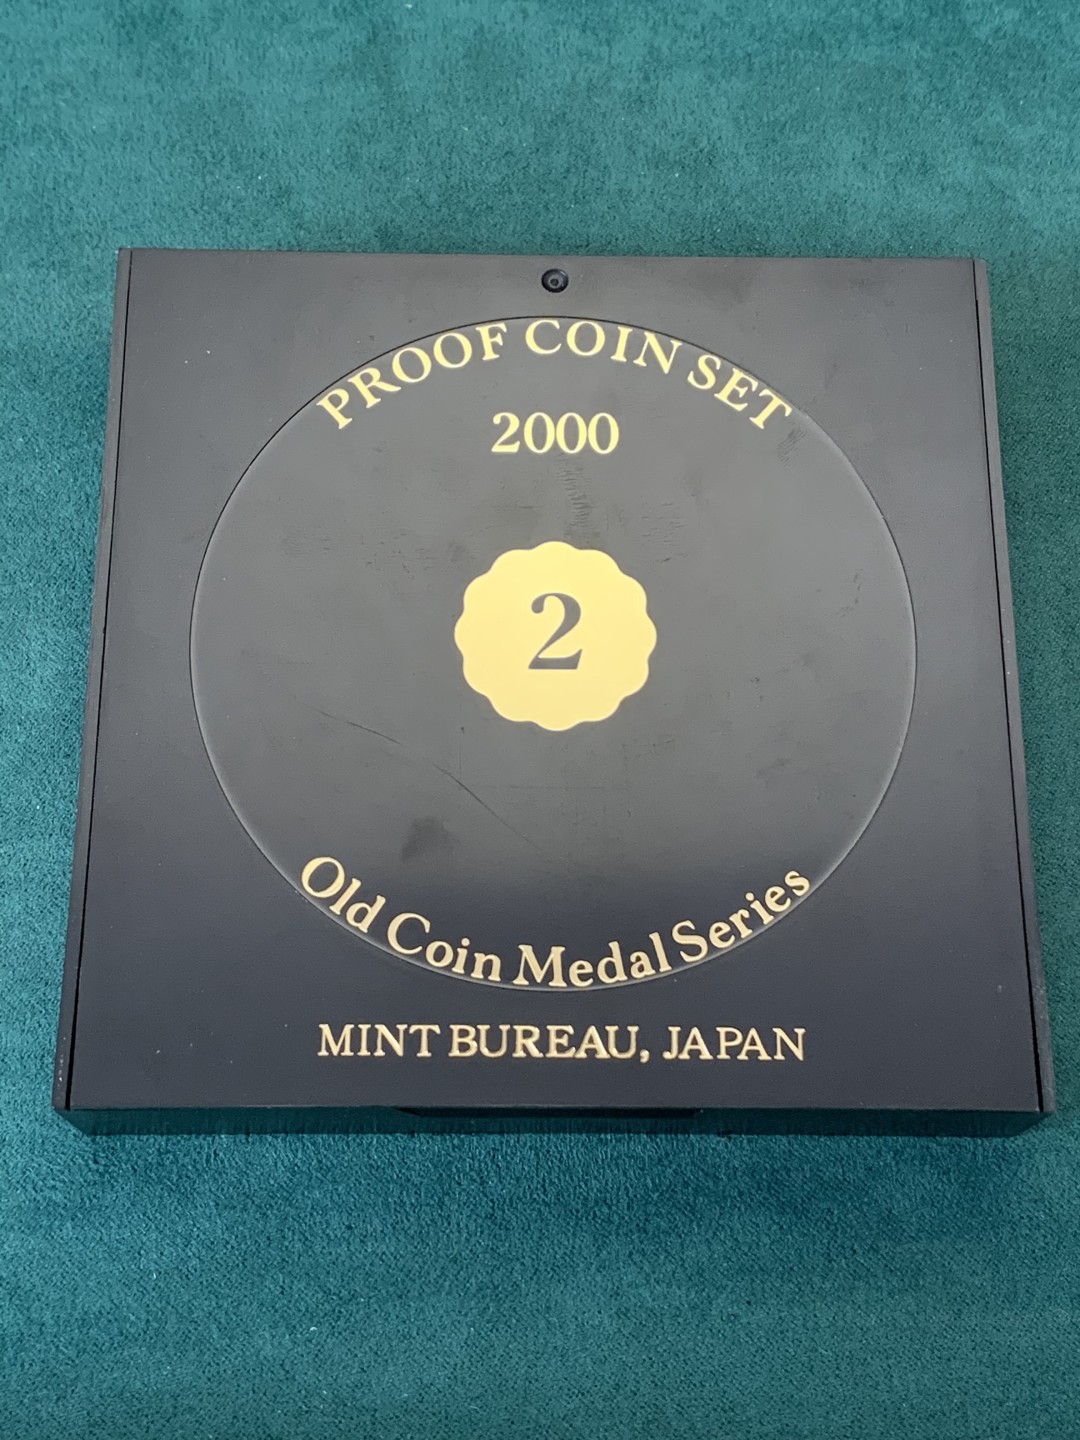 PROOF COIN SET
2000
2
Old Coin Medal Series
MINT BUREAU, JAPAN